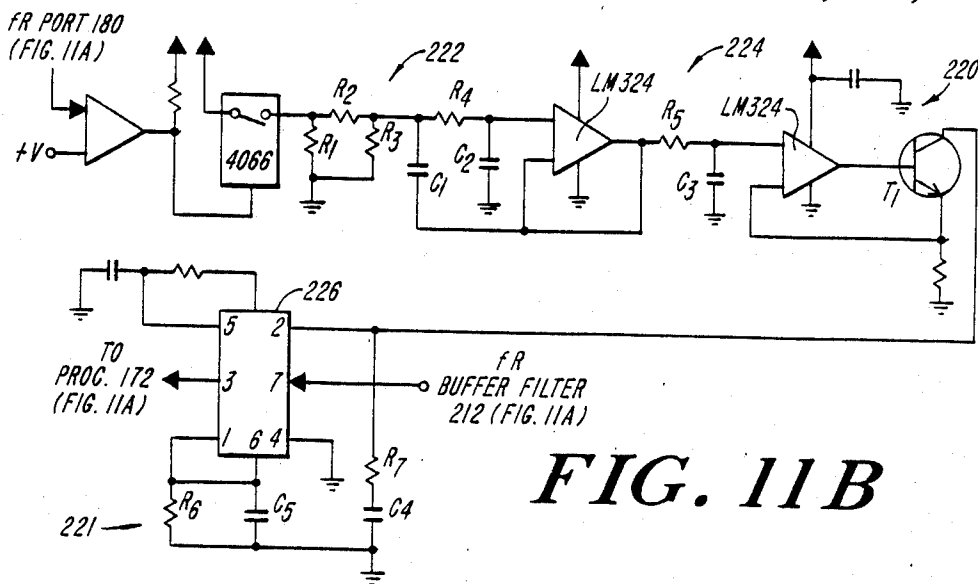 fR PORT 180
(FIG. 11A)
+V
4066
222
R2
R1
R3
R4
C1
C2
LM324
224
R5
C3
LM324
220
T1
226
5 2
3 7
1 6 4
TO
PROC. 172
(FIG. 11A)
fR
BUFFER FILTER
212 (FIG. 11A)
R7
R6
C5
C4
221
FIG. 11B